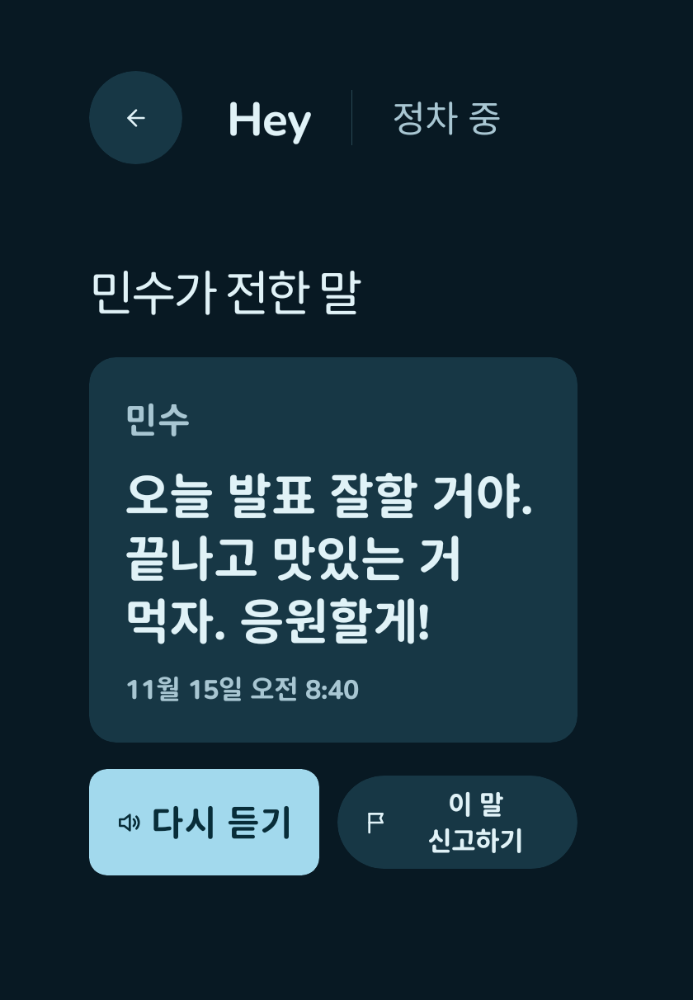 Hey
정차 중
민수가 전한 말
민수
오늘 발표 잘할 거야.
끝나고 맛있는 거
먹자. 응원할게!
11월 15일 오전 8:40
다시 듣기
이 말
신고하기